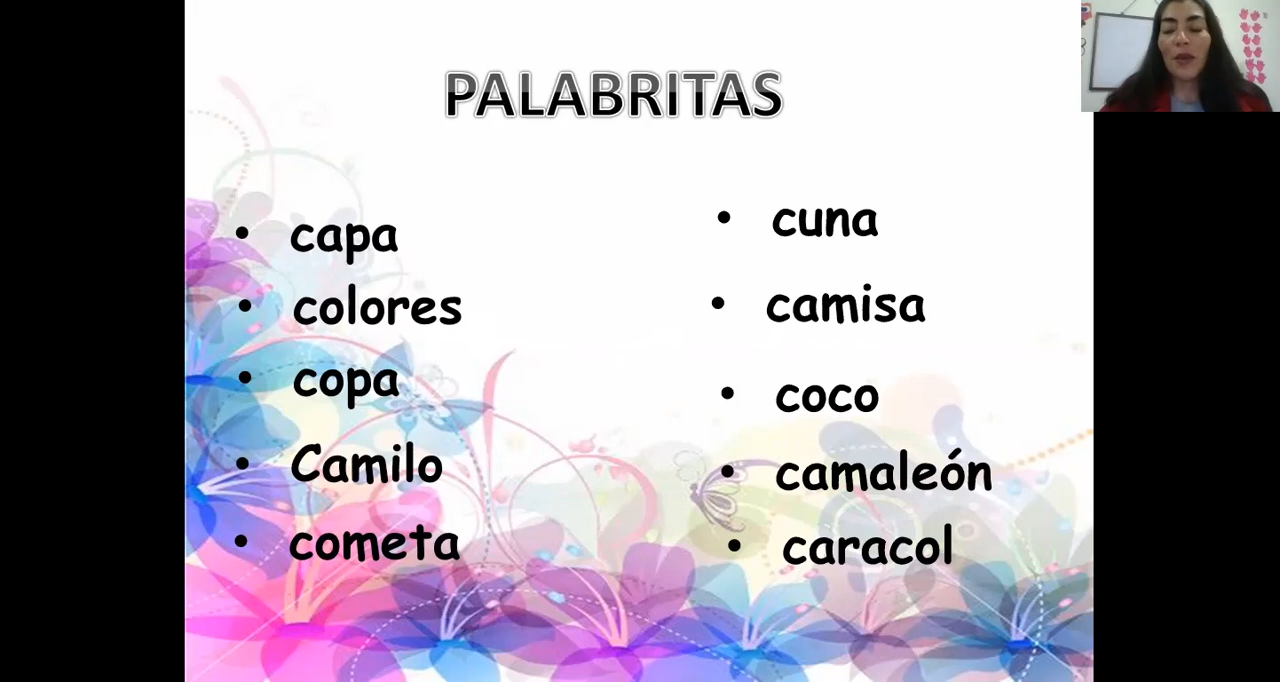 PALABRITAS
• capa
• colores
• copa
• Camilo
• cometa
• cuna
• camisa
• coco
• camaleón
• caracol